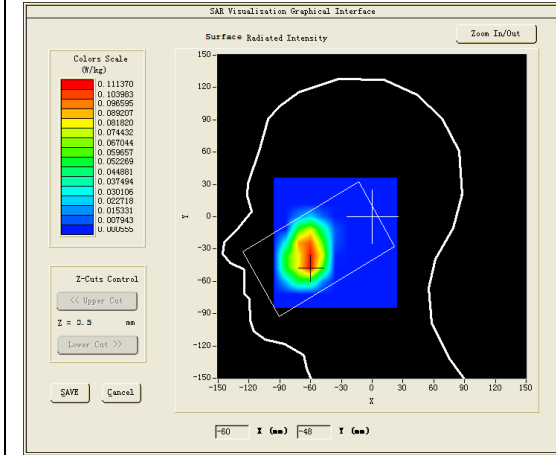 SAR Visualisation Graphical Interface
Surface Radiated Intensity
Zoom In/Out
Colors Scale
(W/kg)
0.111370
0.103983
0.096595
0.089207
0.081820
0.074432
0.067044
0.059657
0.052269
0.044881
0.037494
0.030106
0.022718
0.015331
0.007943
0.000555
Z-Cuts Control
<< Upper Cut
Z = 0.5 mm
Lower Cut >>
SAVE Cancel
150
120
90
60
30
0
-30
-60
-90
-120
-150
Y
-150 -120 -90 -60 -30 0 30 60 90 120 150
X
-60 X (mm) -48 Y (mm)